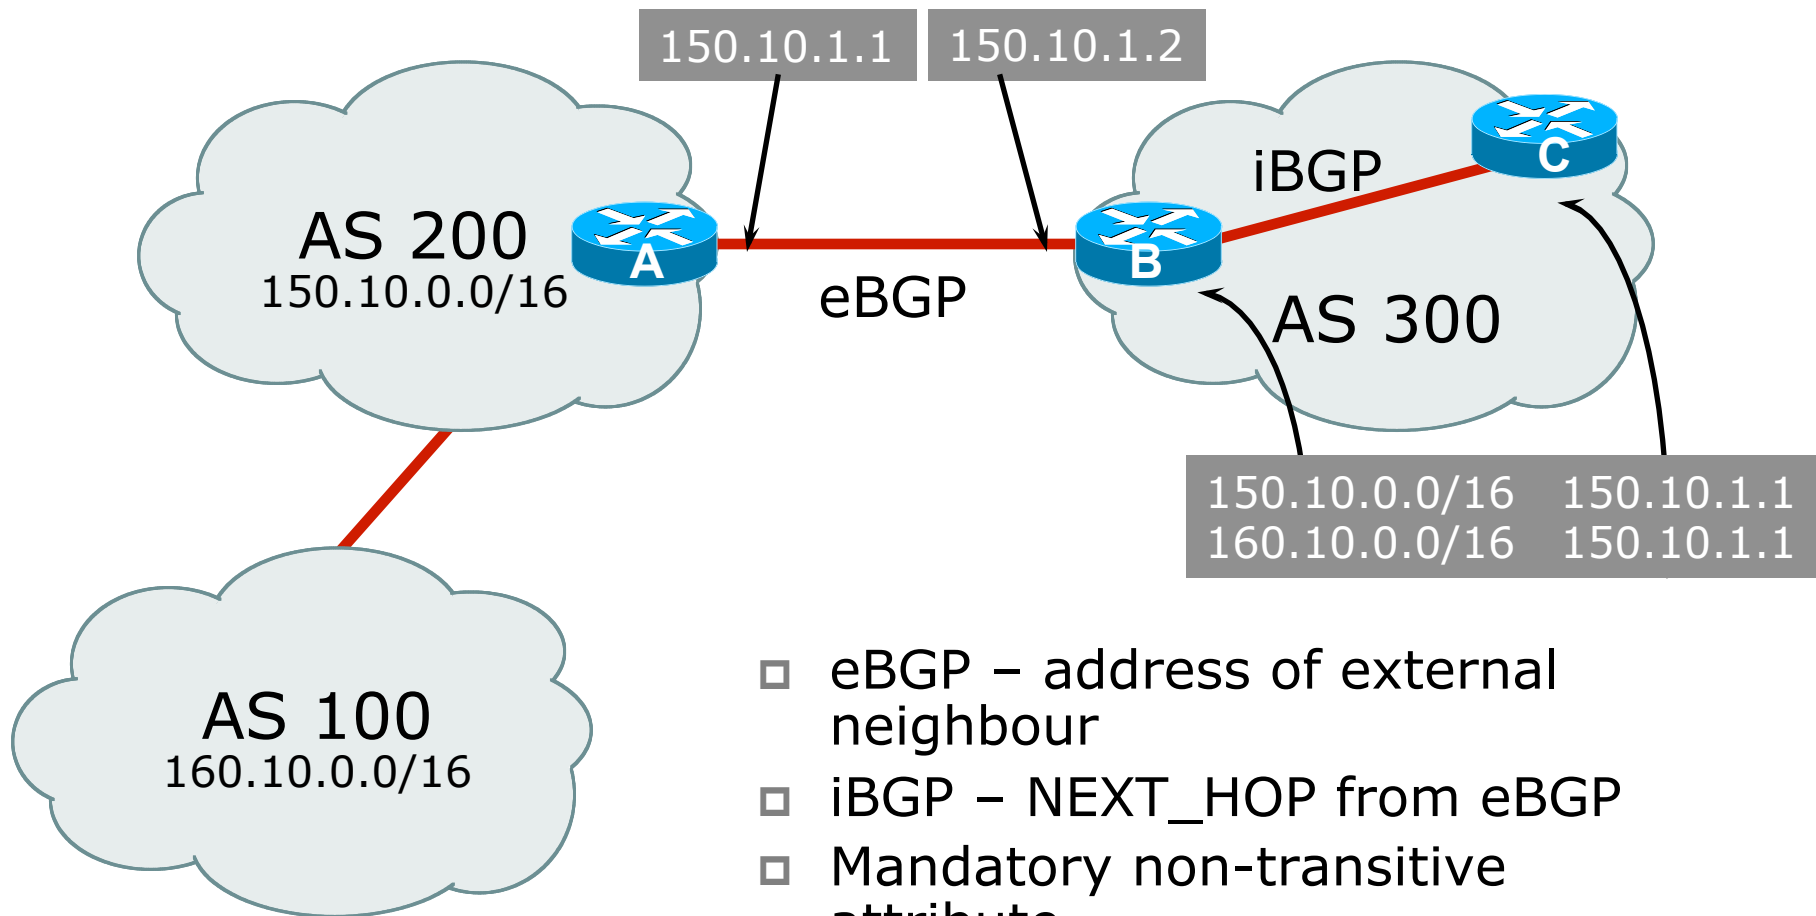 150.10.1.1 150.10.1.2
C
iBGP
AS 200
150.10.0.0/16
A
B
eBGP
AS 300
150.10.0.0/16 150.10.1.1
160.10.0.0/16 150.10.1.1
AS 100
160.10.0.0/16
eBGP – address of external
neighbour
iBGP – NEXT_HOP from eBGP
Mandatory non-transitive
attribute